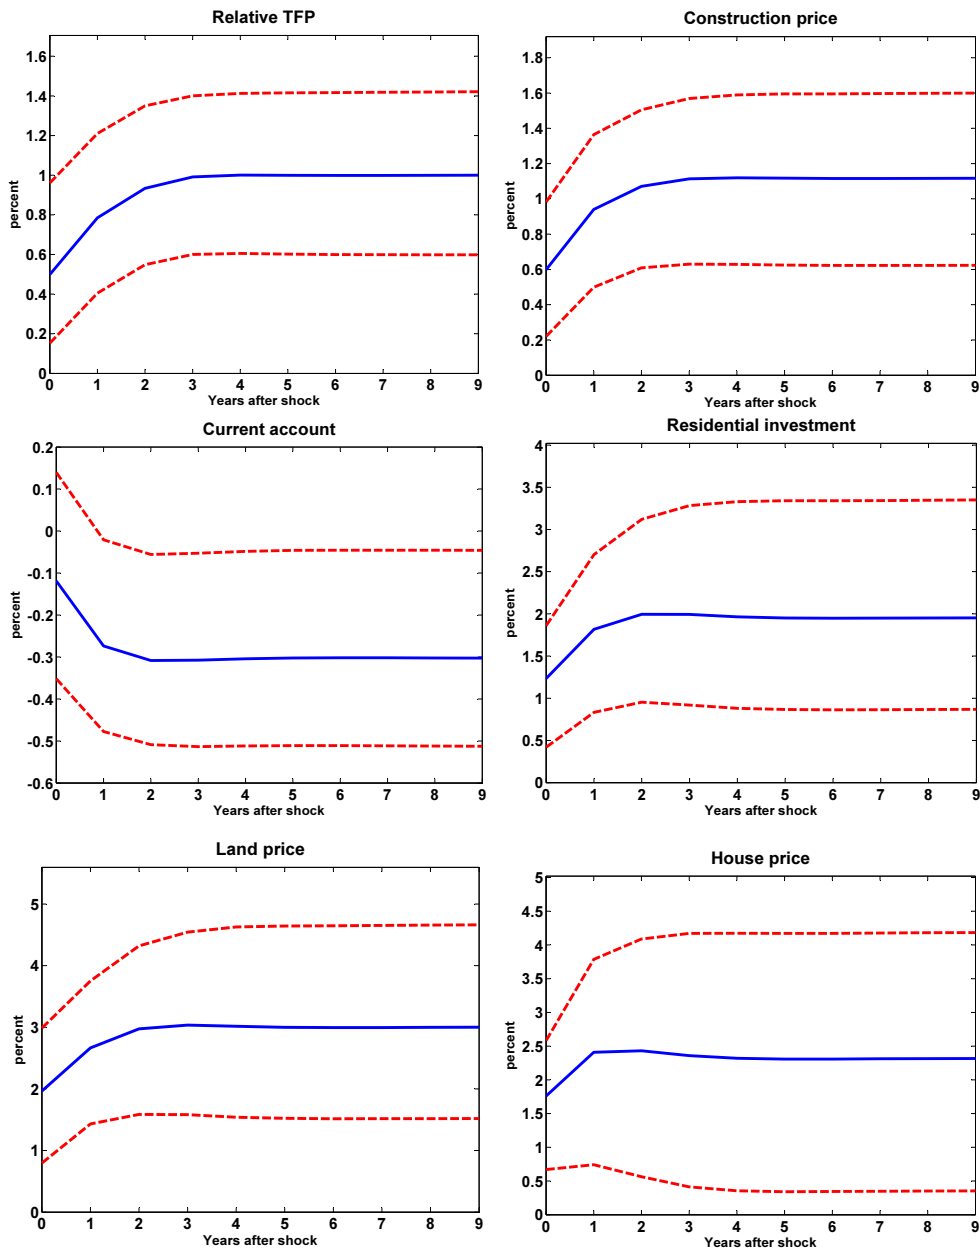 Relative TFP
percent
1.6
1.4
1.2
1
0.8
0.6
0.4
0.2
0
0 1 2 3 4 5 6 7 8 9
Years after shock
Construction price
percent
1.8
1.6
1.4
1.2
1
0.8
0.6
0.4
0.2
0
0 1 2 3 4 5 6 7 8 9
Years after shock
Current account
percent
0.2
0.1
0
-0.1
-0.2
-0.3
-0.4
-0.5
-0.6
0 1 2 3 4 5 6 7 8 9
Years after shock
Residential investment
percent
4
3.5
3
2.5
2
1.5
1
0.5
0
0 1 2 3 4 5 6 7 8 9
Years after shock
Land price
percent
5
4
3
2
1
0
0 1 2 3 4 5 6 7 8 9
Years after shock
House price
percent
5
4.5
4
3.5
3
2.5
2
1.5
1
0.5
0
0 1 2 3 4 5 6 7 8 9
Years after shock